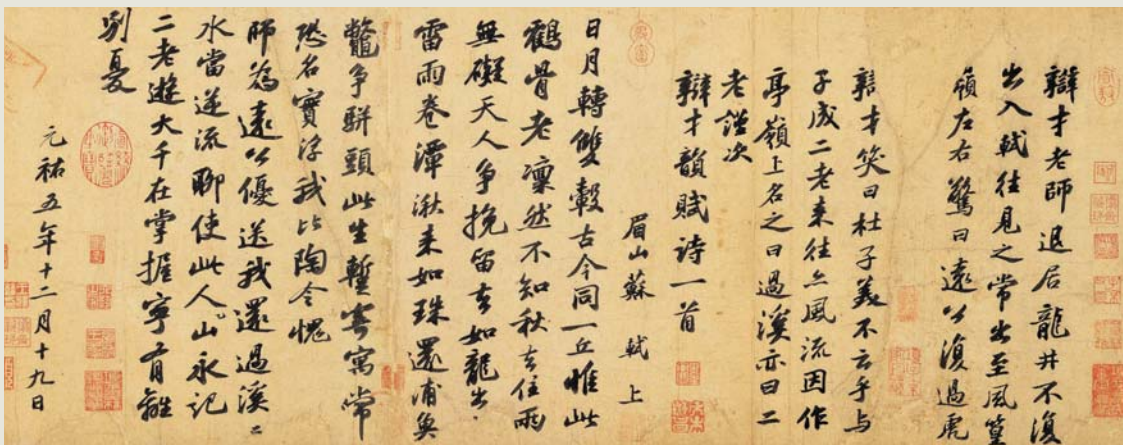 辯才老師退居龍井不復
出入軾往見之常出至風篁
嶺左右驚曰遠公復過虎
辯才笑曰杜子美不云乎與
子成二老來往亦風流因作
亭嶺上名之曰過溪亦曰二
老謹次
辯才韻賦詩一首
眉山蘇軾上
日月轉雙轂古今同一丘惟此
鶴骨老凜然不知秋去住兩
無礙天人爭挽留去如龍出
雷雨卷潭湫來如珠還浦魚
鼈爭駢頭此生蹔寄寓常
恐名實浮我比陶令愧
師為遠公優送我還過溪〻
水當逆流聊使此人山永記
二老遊大千在掌握寧有離
別憂
元祐五年十二月十九日